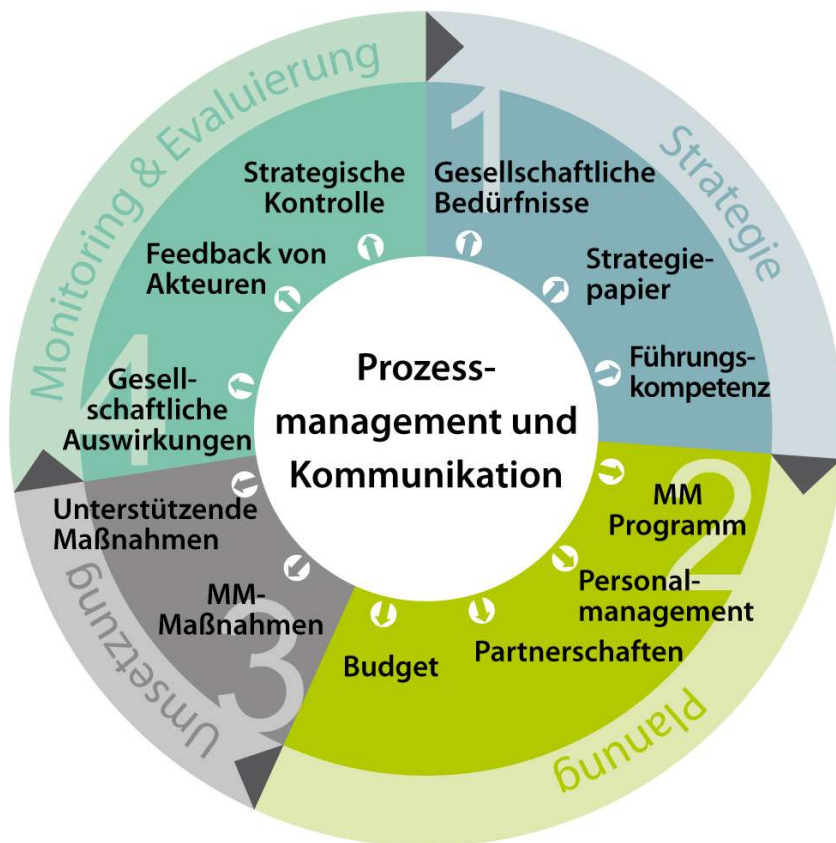 Prozess-
management und
Kommunikation
1
Strategie
Gesellschaftliche
Bedürfnisse
Strategie-
papier
Führungs-
kompetenz
2
Planung
MM
Programm
Personal-
management
Partnerschaften
Budget
3
Umsetzung
MM-
Maßnahmen
Unterstützende
Maßnahmen
4
Monitoring & Evaluierung
Gesell-
schaftliche
Auswirkungen
Feedback von
Akteuren
Strategische
Kontrolle